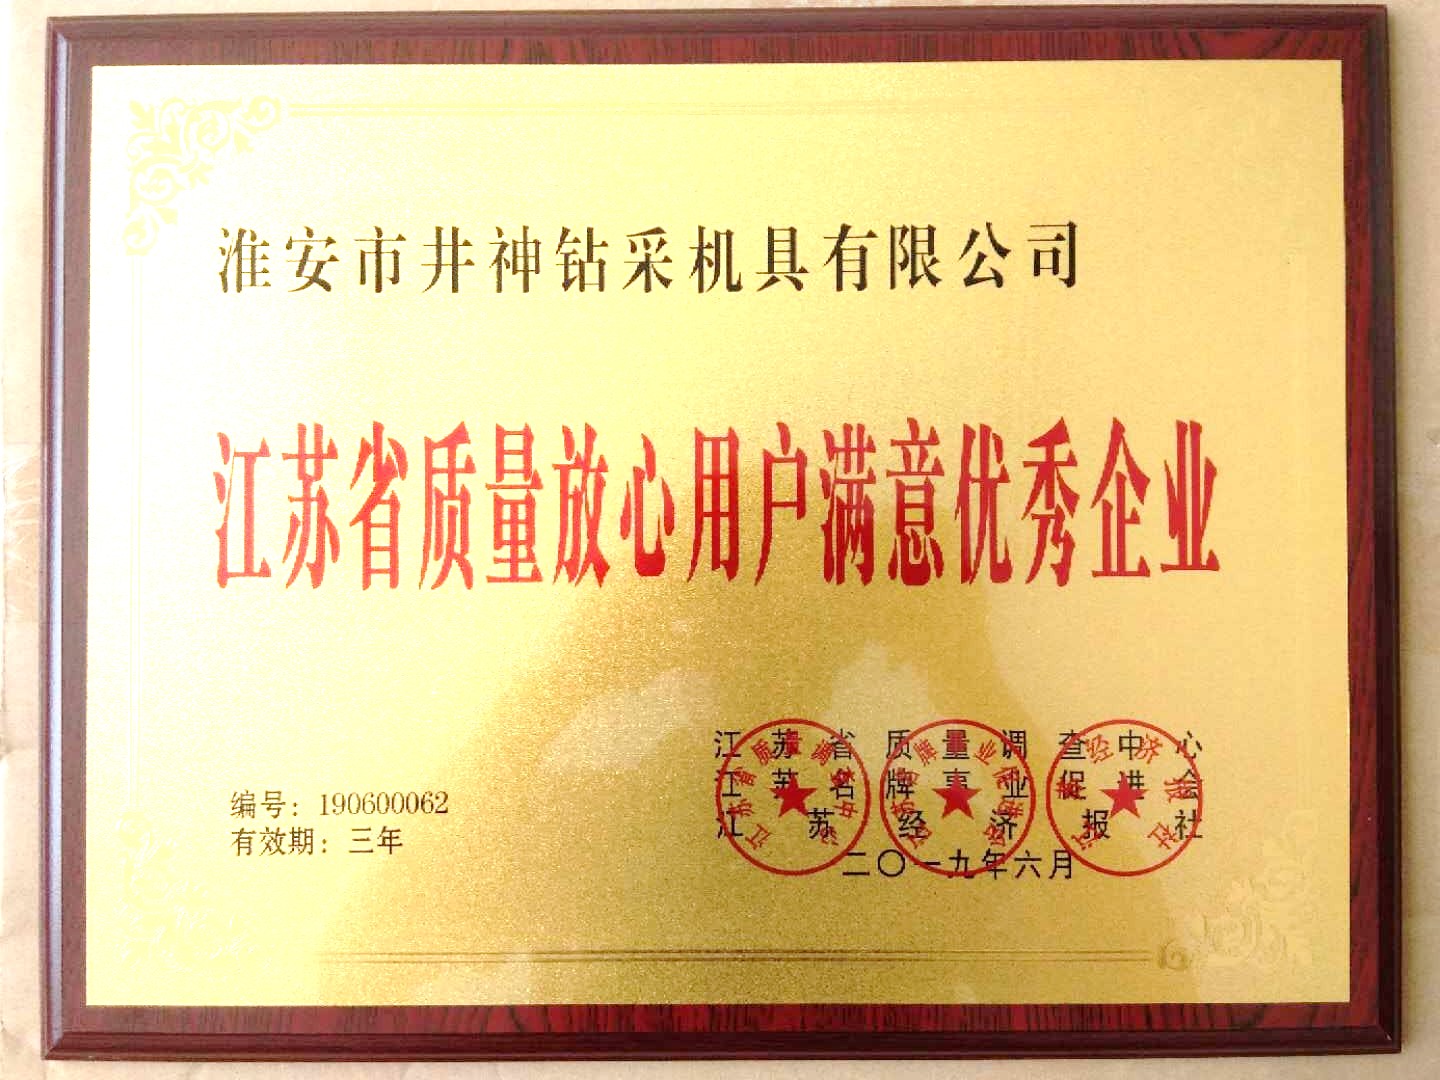 淮安市井神钻采机具有限公司
江苏省质量放心用户满意优秀企业
编号：190600062
有效期：三年
江苏省质量调查中心
江苏名牌事业促进会
江苏经济报社
二〇一九年六月